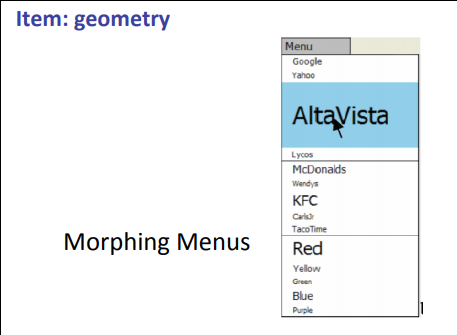 Item: geometry
Menu
Google
Yahoo
AltaVista
Lycos
McDonalds
Wendys
KFC
CarlsJr
TacoTime
Morphing Menus
Red
Yellow
Green
Blue
Purple